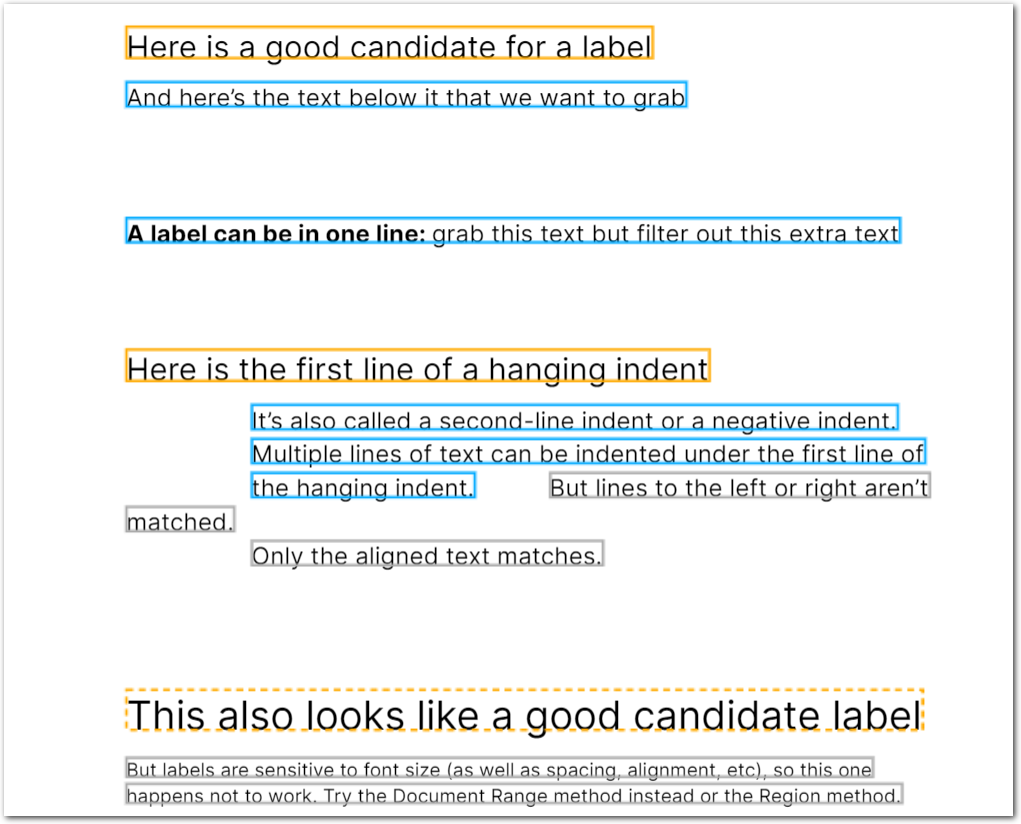 Here is a good candidate for a label
And here’s the text below it that we want to grab
A label can be in one line: grab this text but filter out this extra text
Here is the first line of a hanging indent
It’s also called a second-line indent or a negative indent.
Multiple lines of text can be indented under the first line of
the hanging indent. But lines to the left or right aren’t
matched.
Only the aligned text matches.
This also looks like a good candidate label
But labels are sensitive to font size (as well as spacing, alignment, etc), so this one
happens not to work. Try the Document Range method instead or the Region method.